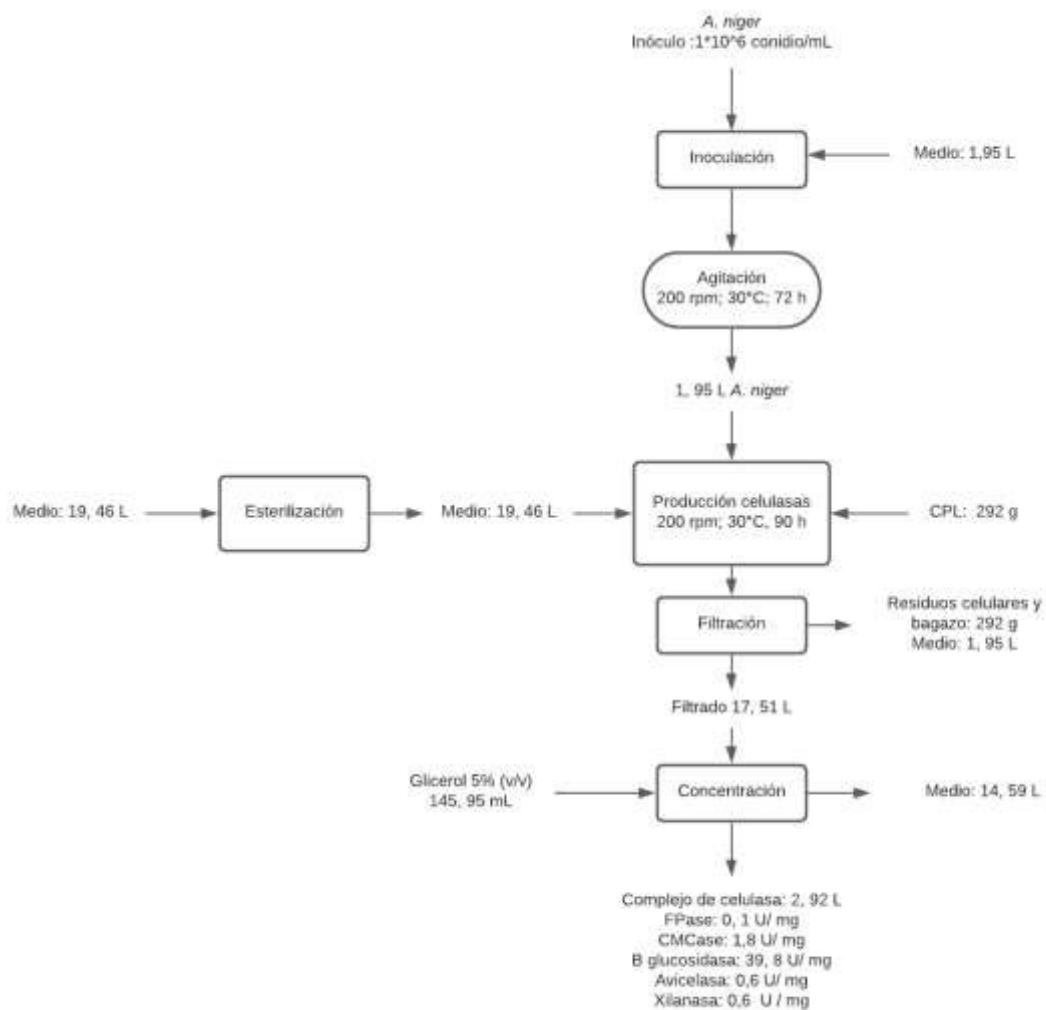 A. niger
Inóculo :1*10^6 conidio/mL
Inoculación
Medio: 1,95 L
Agitación
200 rpm; 30°C; 72 h
1, 95 L A. niger
Medio: 19, 46 L
Esterilización
Medio: 19, 46 L
Producción celulasas
200 rpm; 30°C, 90 h
CPL: 292 g
Filtración
Residuos celulares y
bagazo: 292 g
Medio: 1, 95 L
Filtrado 17, 51 L
Glicerol 5% (v/v)
145, 95 mL
Concentración
Medio: 14, 59 L
Complejo de celulasa: 2, 92 L
FPase: 0, 1 U/ mg
CMCase: 1,8 U/ mg
B glucosidasa: 39, 8 U/ mg
Avicelasa: 0,6 U/ mg
Xilanasa: 0,6 U / mg